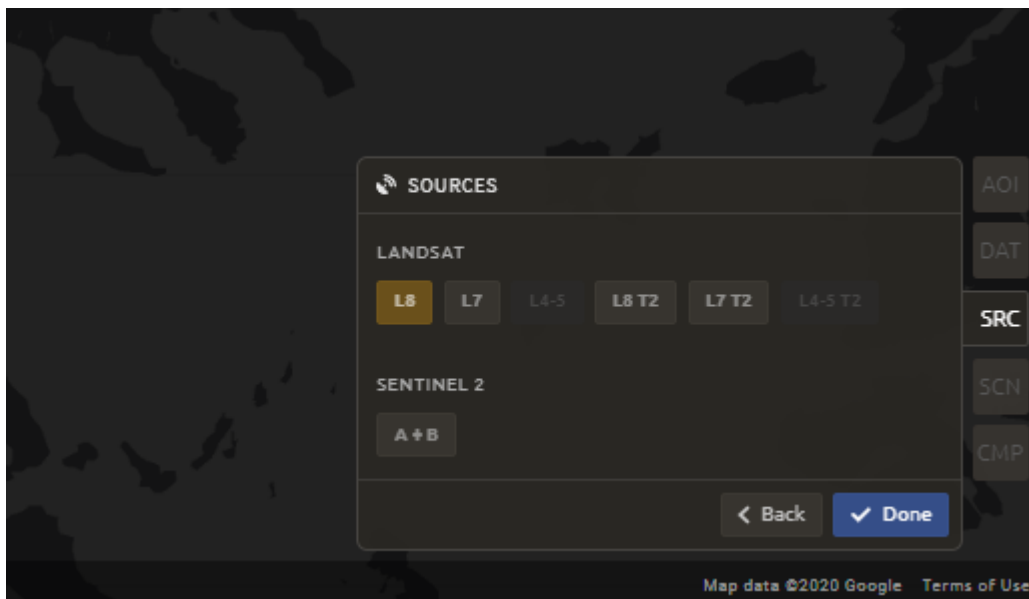 SOURCES
AOI
LANDSAT
DAT
L8 L7 L4-5 L8 T2 L7 T2 L4-5 T2
SRC
SENTINEL 2
SCN
A+B
CMP
Back Done
Map data ©2020 Google Terms of Use